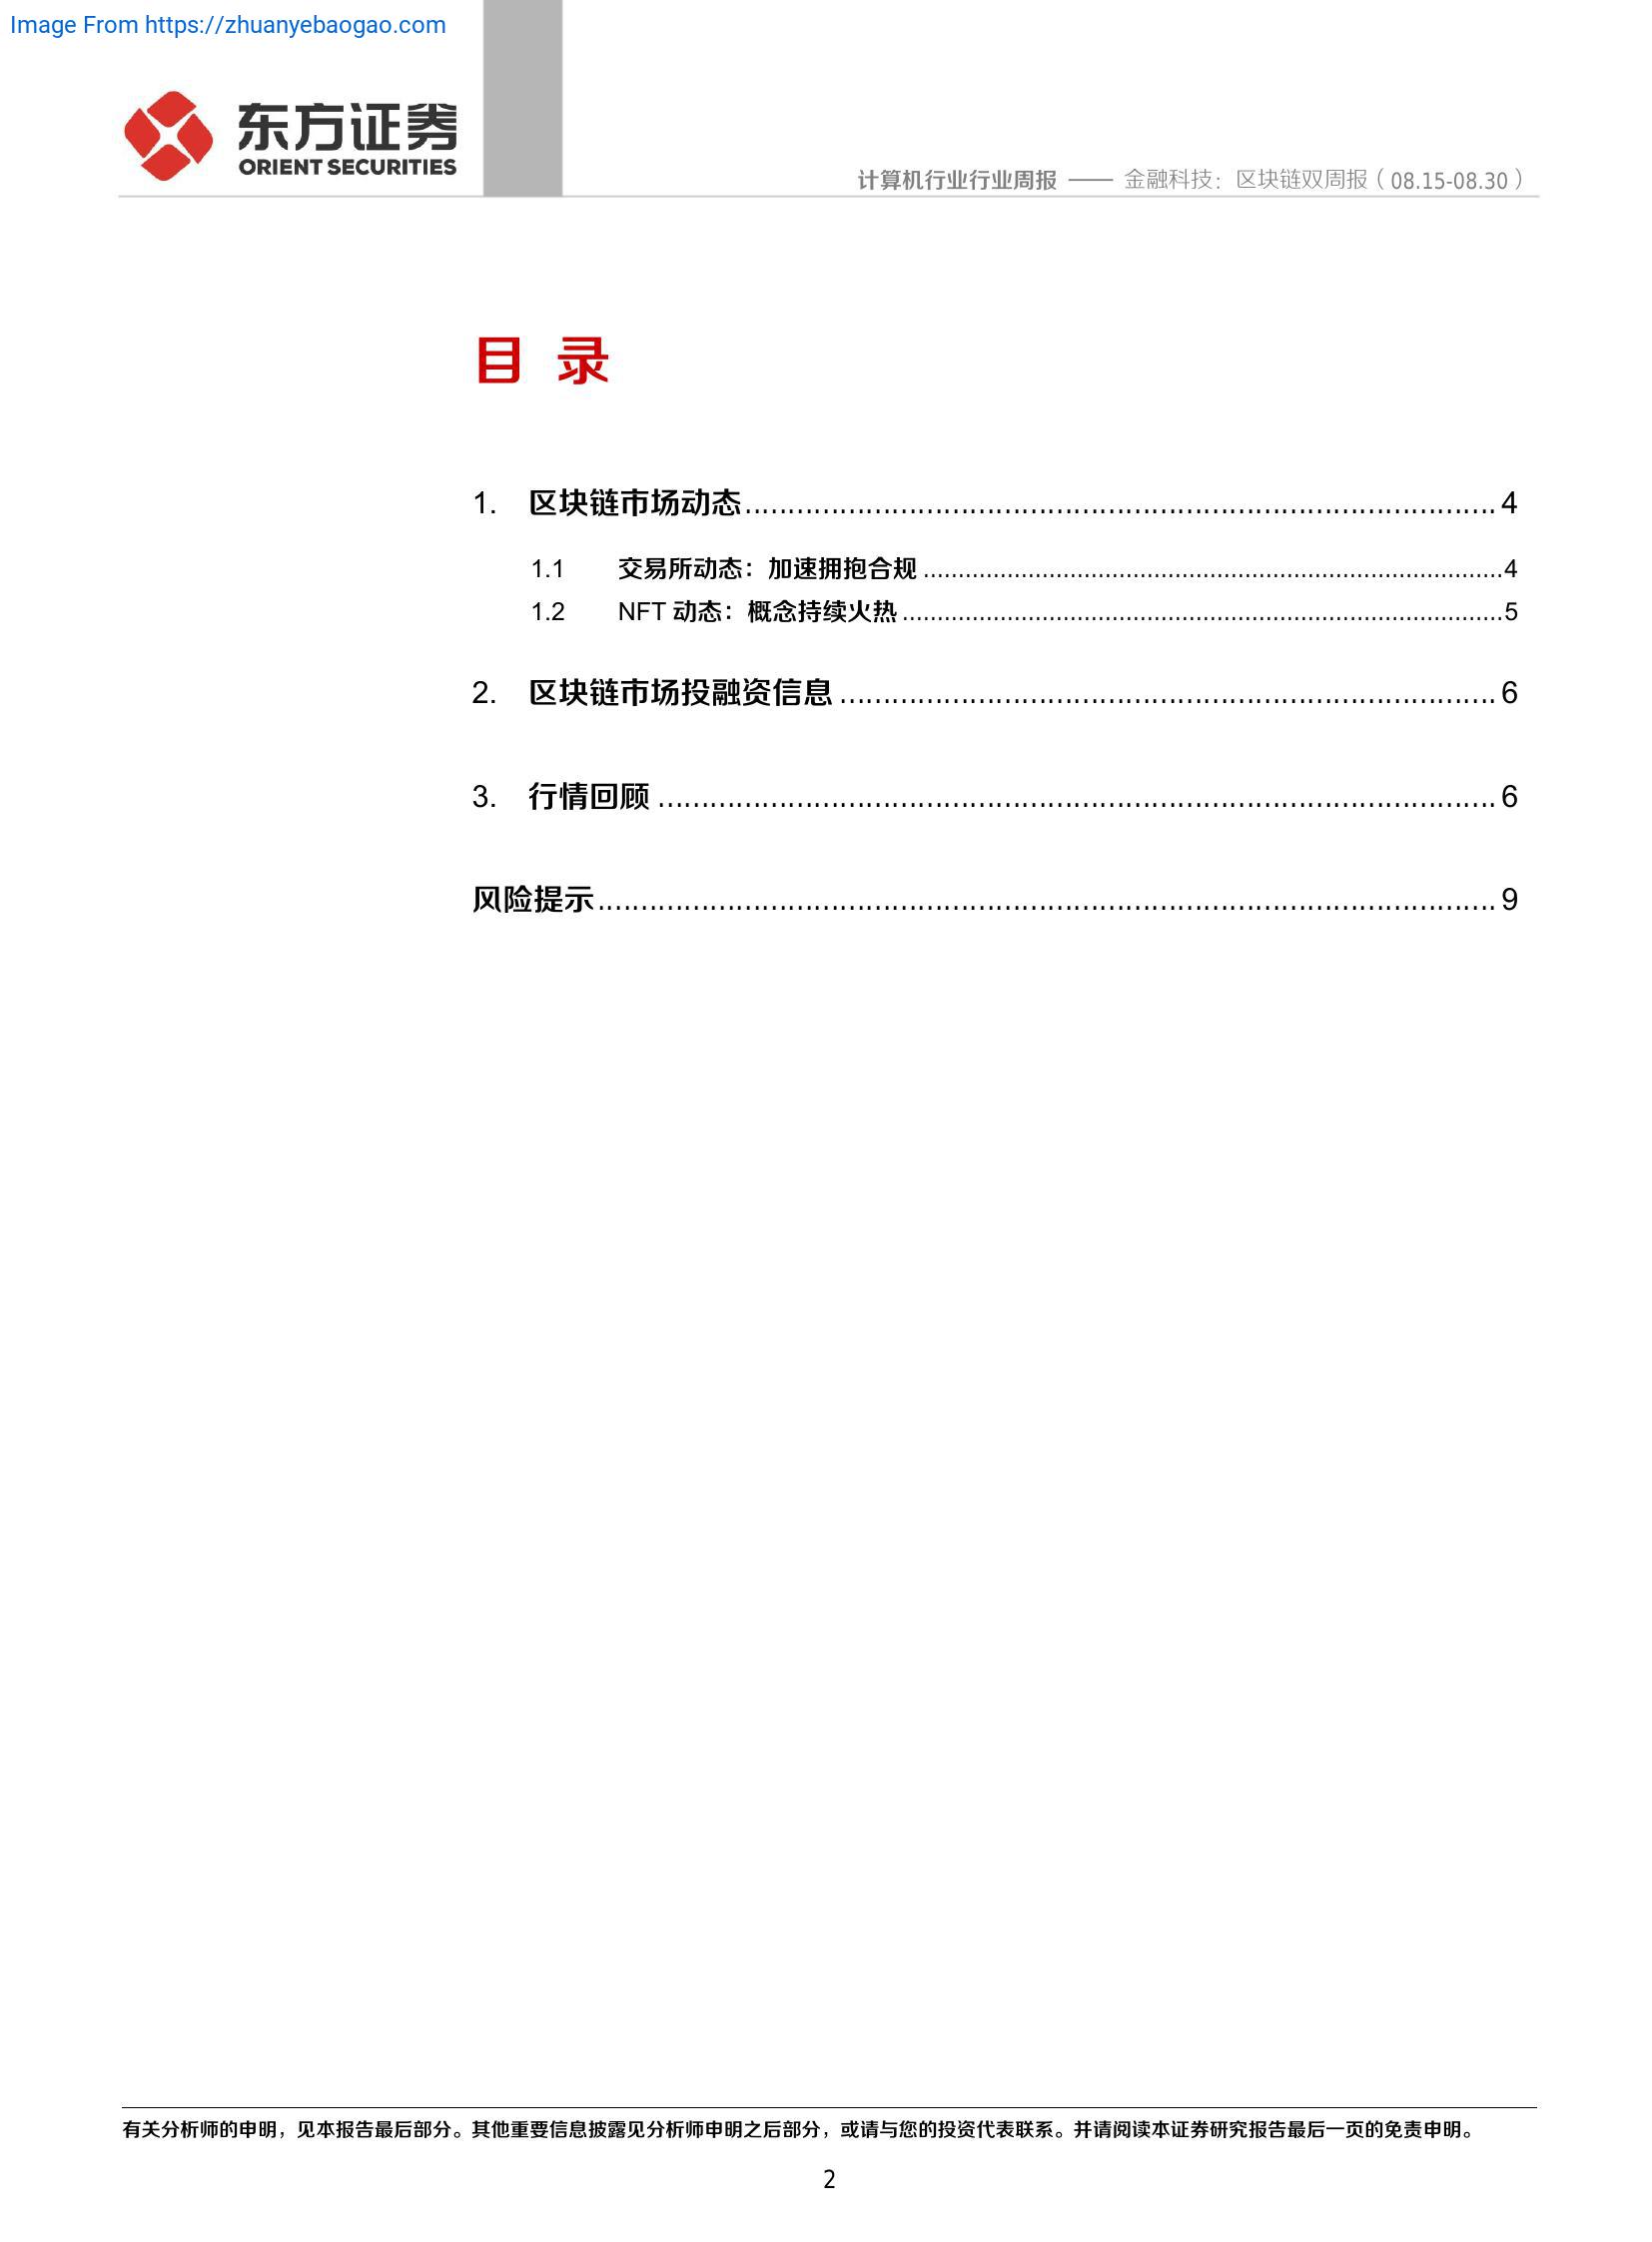 Image From https://zhuanyebaogao.com
东方证券
ORIENT SECURITIES
计算机行业行业周报 —— 金融科技：区块链双周报（08.15-08.30）
目 录
1. 区块链市场动态 4
1.1 交易所动态：加速拥抱合规 4
1.2 NFT 动态：概念持续火热 5
2. 区块链市场投融资信息 6
3. 行情回顾 6
风险提示 9
有关分析师的申明，见本报告最后部分。其他重要信息披露见分析师申明之后部分，或请与您的投资代表联系。并请阅读本证券研究报告最后一页的免责申明。
2